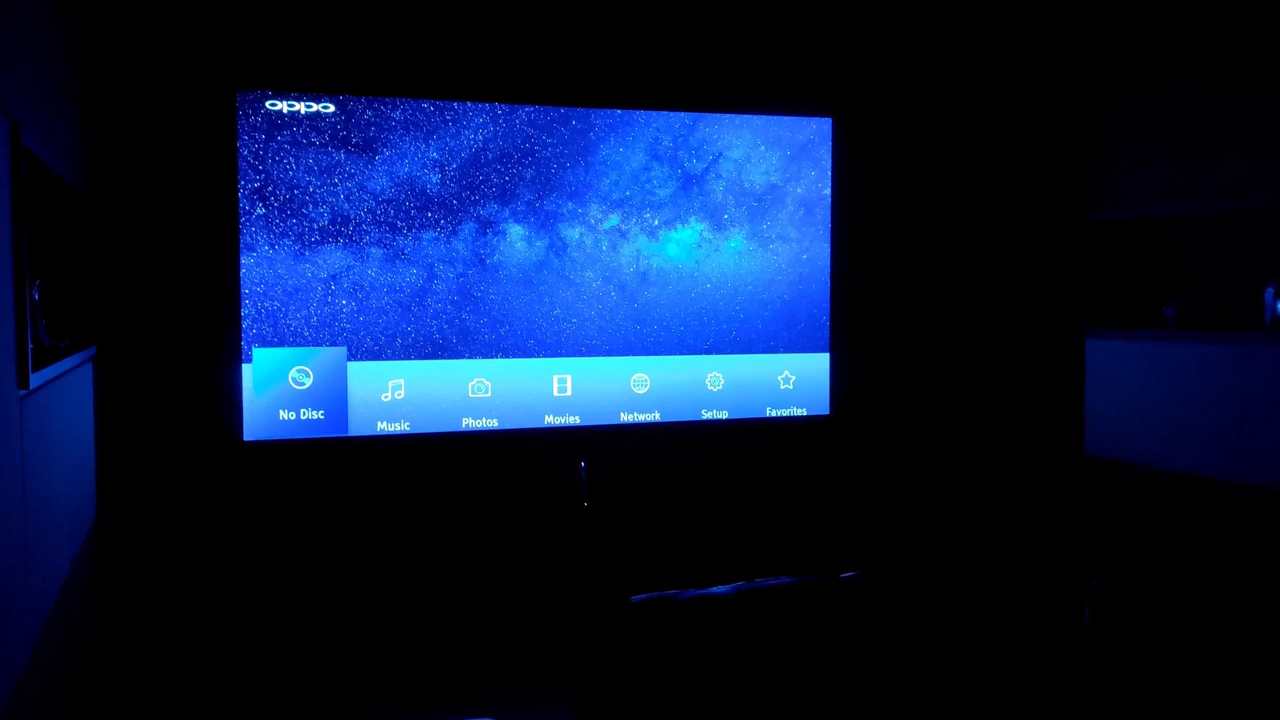 oppo
No Disc
Music
Photos
Movies
Network
Setup
Favorites